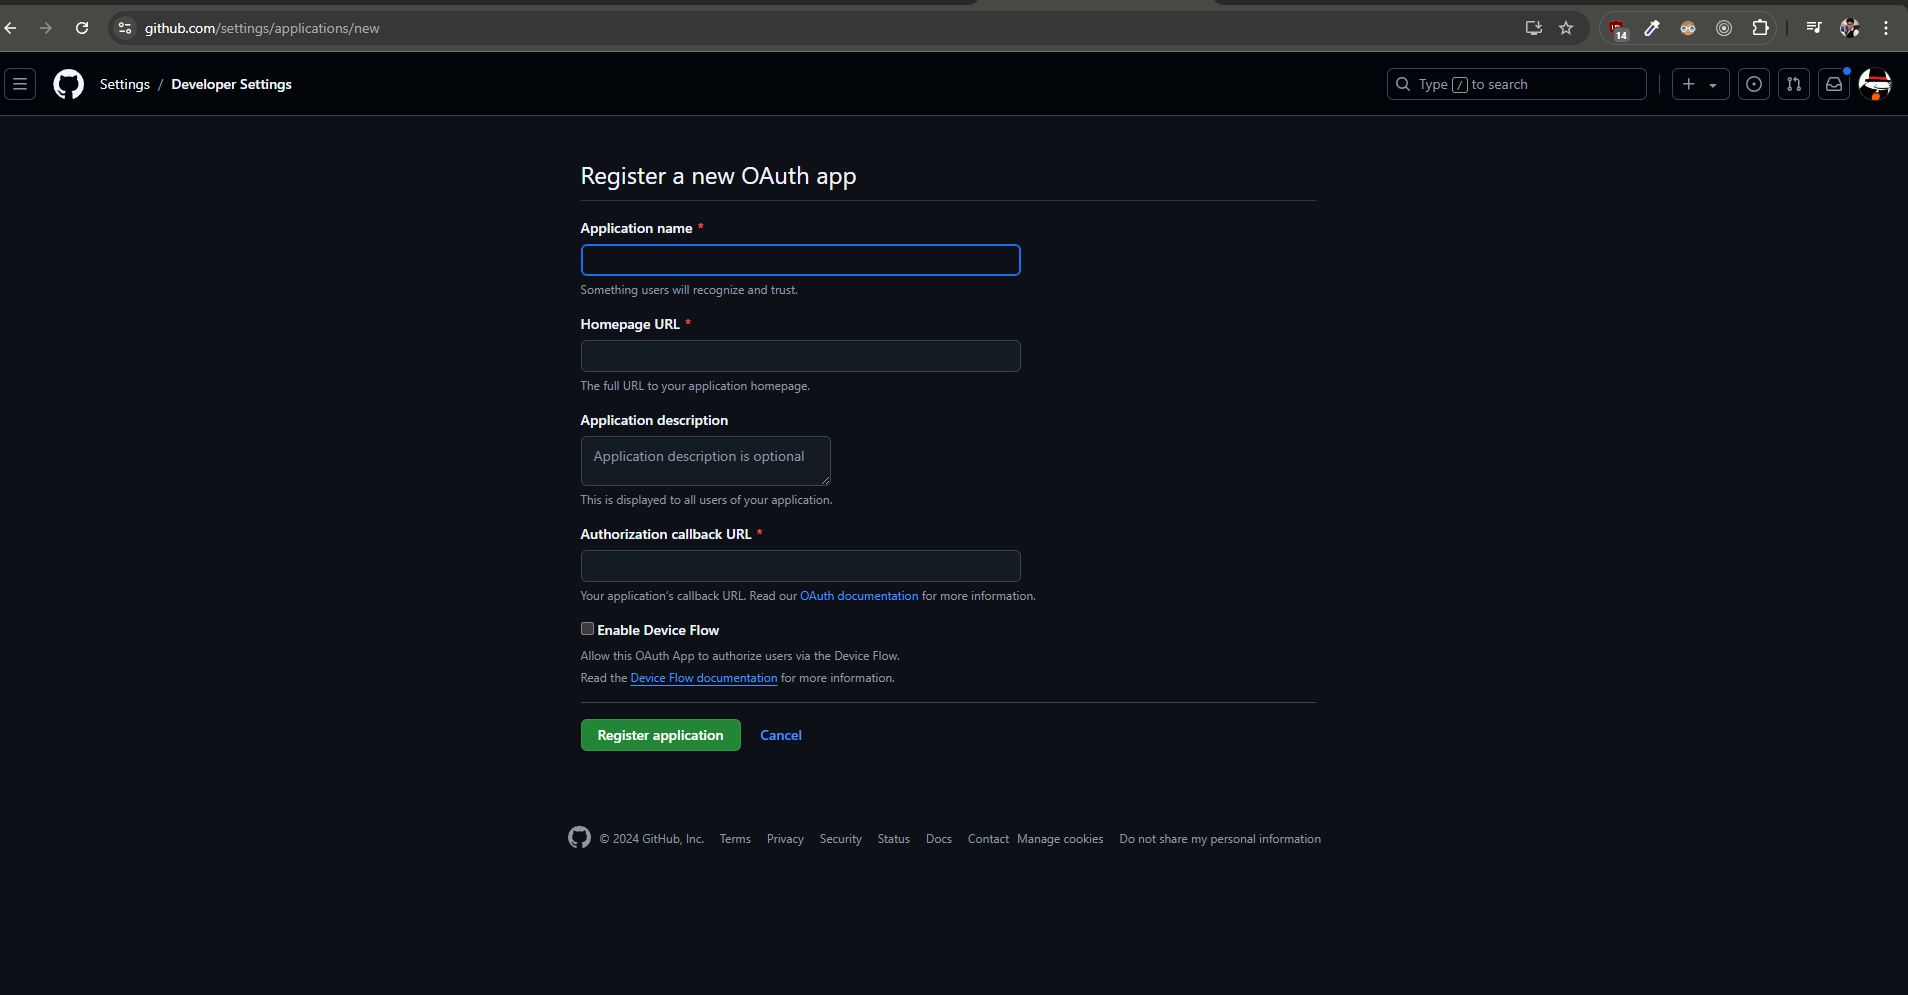 github.com/settings/applications/new
14
Settings / Developer Settings
Type / to search
Register a new OAuth app
Application name *
Something users will recognize and trust.
Homepage URL *
The full URL to your application homepage.
Application description
Application description is optional
This is displayed to all users of your application.
Authorization callback URL *
Your application's callback URL. Read our OAuth documentation for more information.
Enable Device Flow
Allow this OAuth App to authorize users via the Device Flow.
Read the Device Flow documentation for more information.
Register application Cancel
© 2024 GitHub, Inc. Terms Privacy Security Status Docs Contact Manage cookies Do not share my personal information